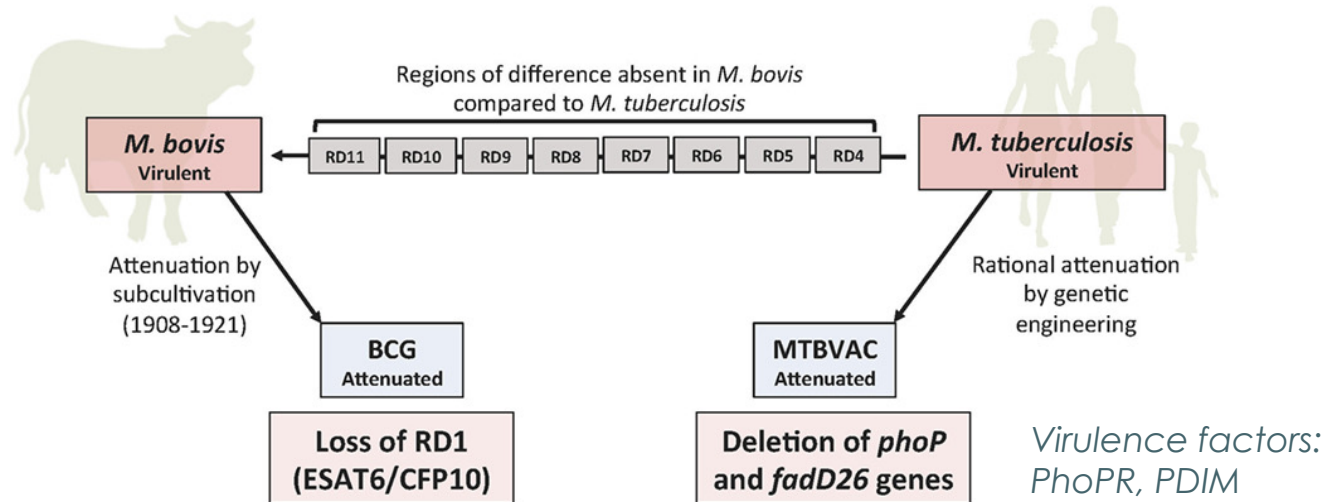 Regions of difference absent in M. bovis
compared to M. tuberculosis
M. bovis
Virulent
RD11 RD10 RD9 RD8 RD7 RD6 RD5 RD4
M. tuberculosis
Virulent
Attenuation by
subcultivation
(1908-1921)
Rational attenuation
by genetic
engineering
BCG
Attenuated
MTBVAC
Attenuated
Loss of RD1
(ESAT6/CFP10)
Deletion of phoP
and fadD26 genes
Virulence factors:
PhoPR, PDIM